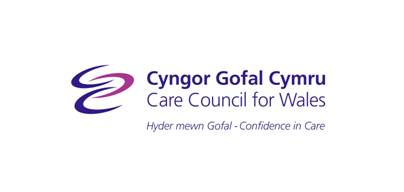 Cyngor Gofal Cymru
Care Council for Wales
Hyder mewn Gofal - Confidence in Care